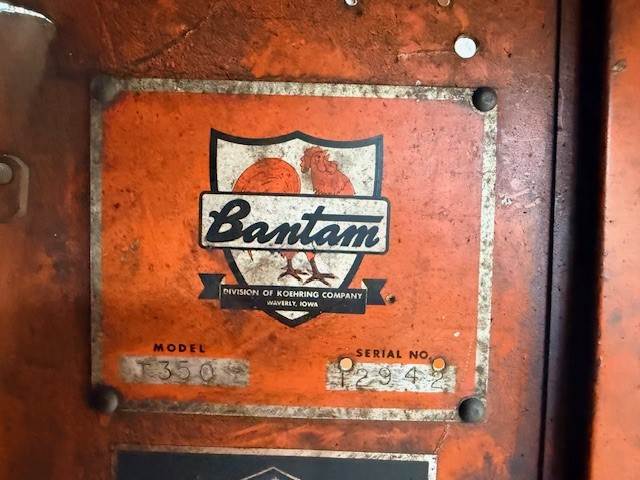 Bantam
DIVISION OF KOEHRING COMPANY
WAVERLY, IOWA
MODEL
T350
SERIAL NO.
12942